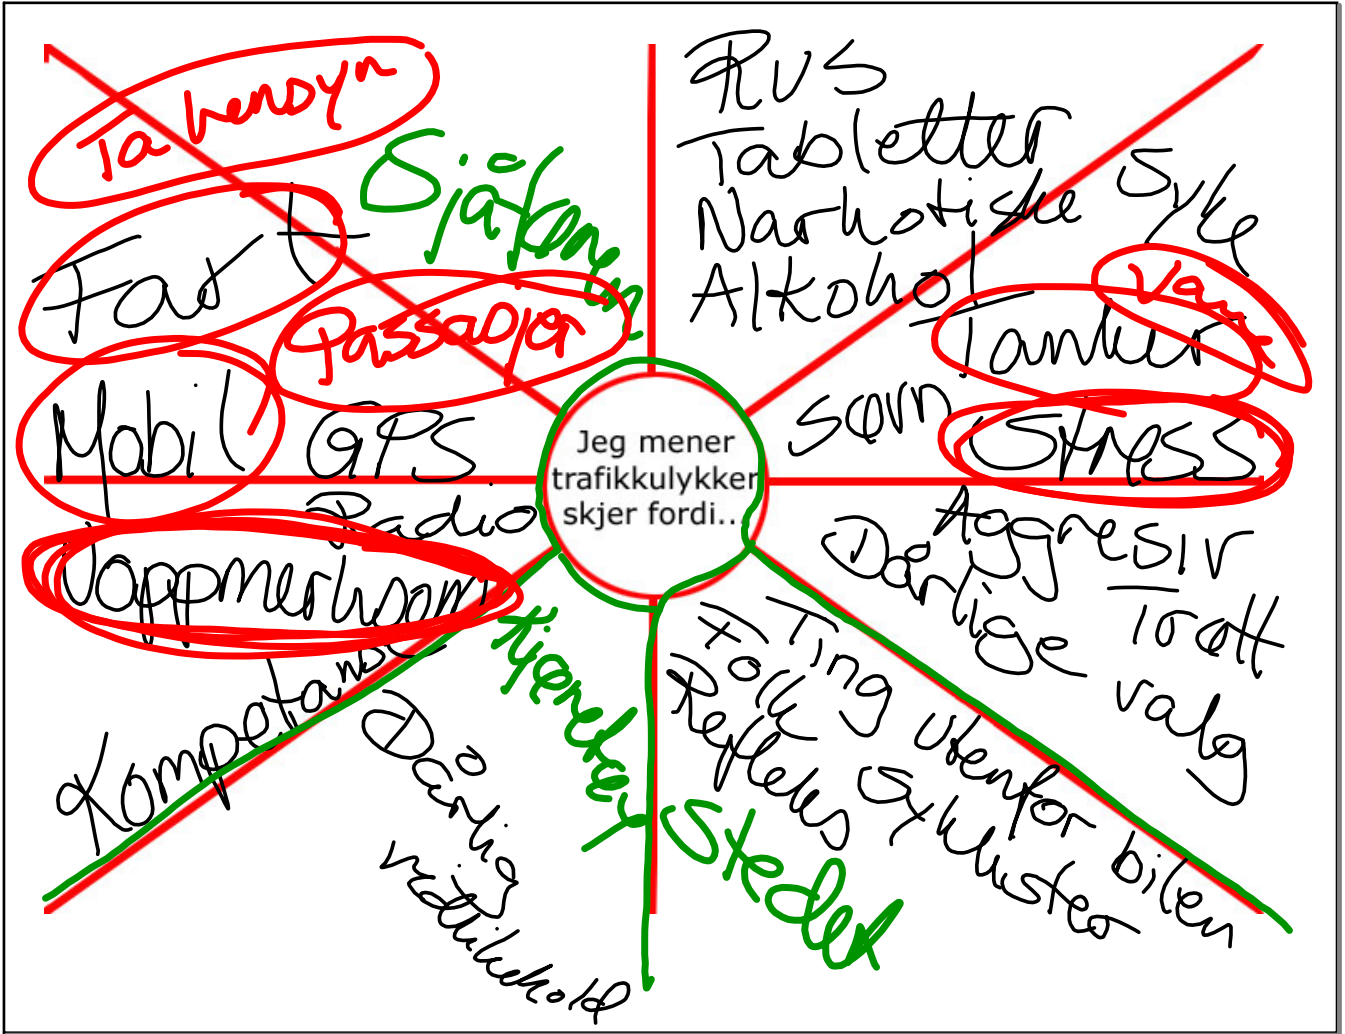 Ta hensyn
Fart
Sjåføren
Passasjer
Mobil
GPS
Radio
Uoppmerksom
Kompetanse
RUS
Tabletter
Narkotiske
Alkohol
Syke
Vane
Tanker
søvn
Stress
Jeg mener
trafikkulykker
skjer fordi...
Aggresiv
Trøtt
Dårlige valg
Ting utenfor bilen
Folk
Refleks
Syklister
Kjøretøy
Stedet
Dårlig
vedlikehold